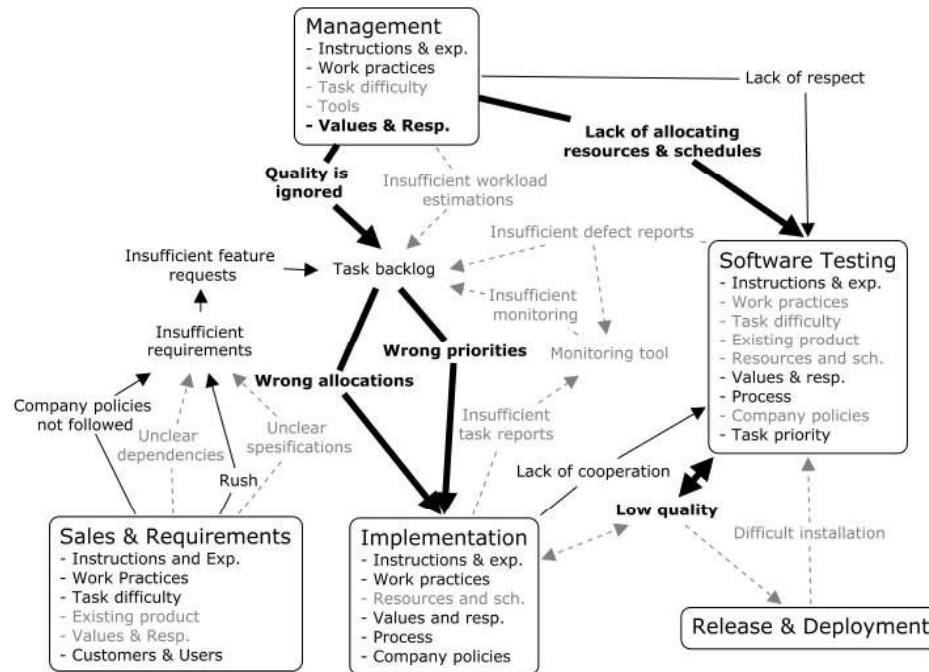 Management
- Instructions & exp.
- Work practices
- Task difficulty
- Tools
- Values & Resp.
Lack of respect
Lack of allocating
resources & schedules
Quality is
ignored
Insufficient workload
estimations
Insufficient defect reports
Insufficient feature
requests
Task backlog
Software Testing
- Instructions & exp.
- Work practices
- Task difficulty
- Existing product
- Resources and sch.
- Values & resp.
- Process
- Company policies
- Task priority
Insufficient
monitoring
Insufficient
requirements
Wrong priorities
Monitoring tool
Wrong allocations
Company policies
not followed
Unclear
dependencies
Unclear
spesifications
Insufficient
task reports
Rush
Lack of cooperation
Low quality
Difficult installation
Sales & Requirements
- Instructions and Exp.
- Work Practices
- Task difficulty
- Existing product
- Values & Resp.
- Customers & Users
Implementation
- Instructions & exp.
- Work practices
- Resources and sch.
- Values and resp.
- Process
- Company policies
Release & Deployment